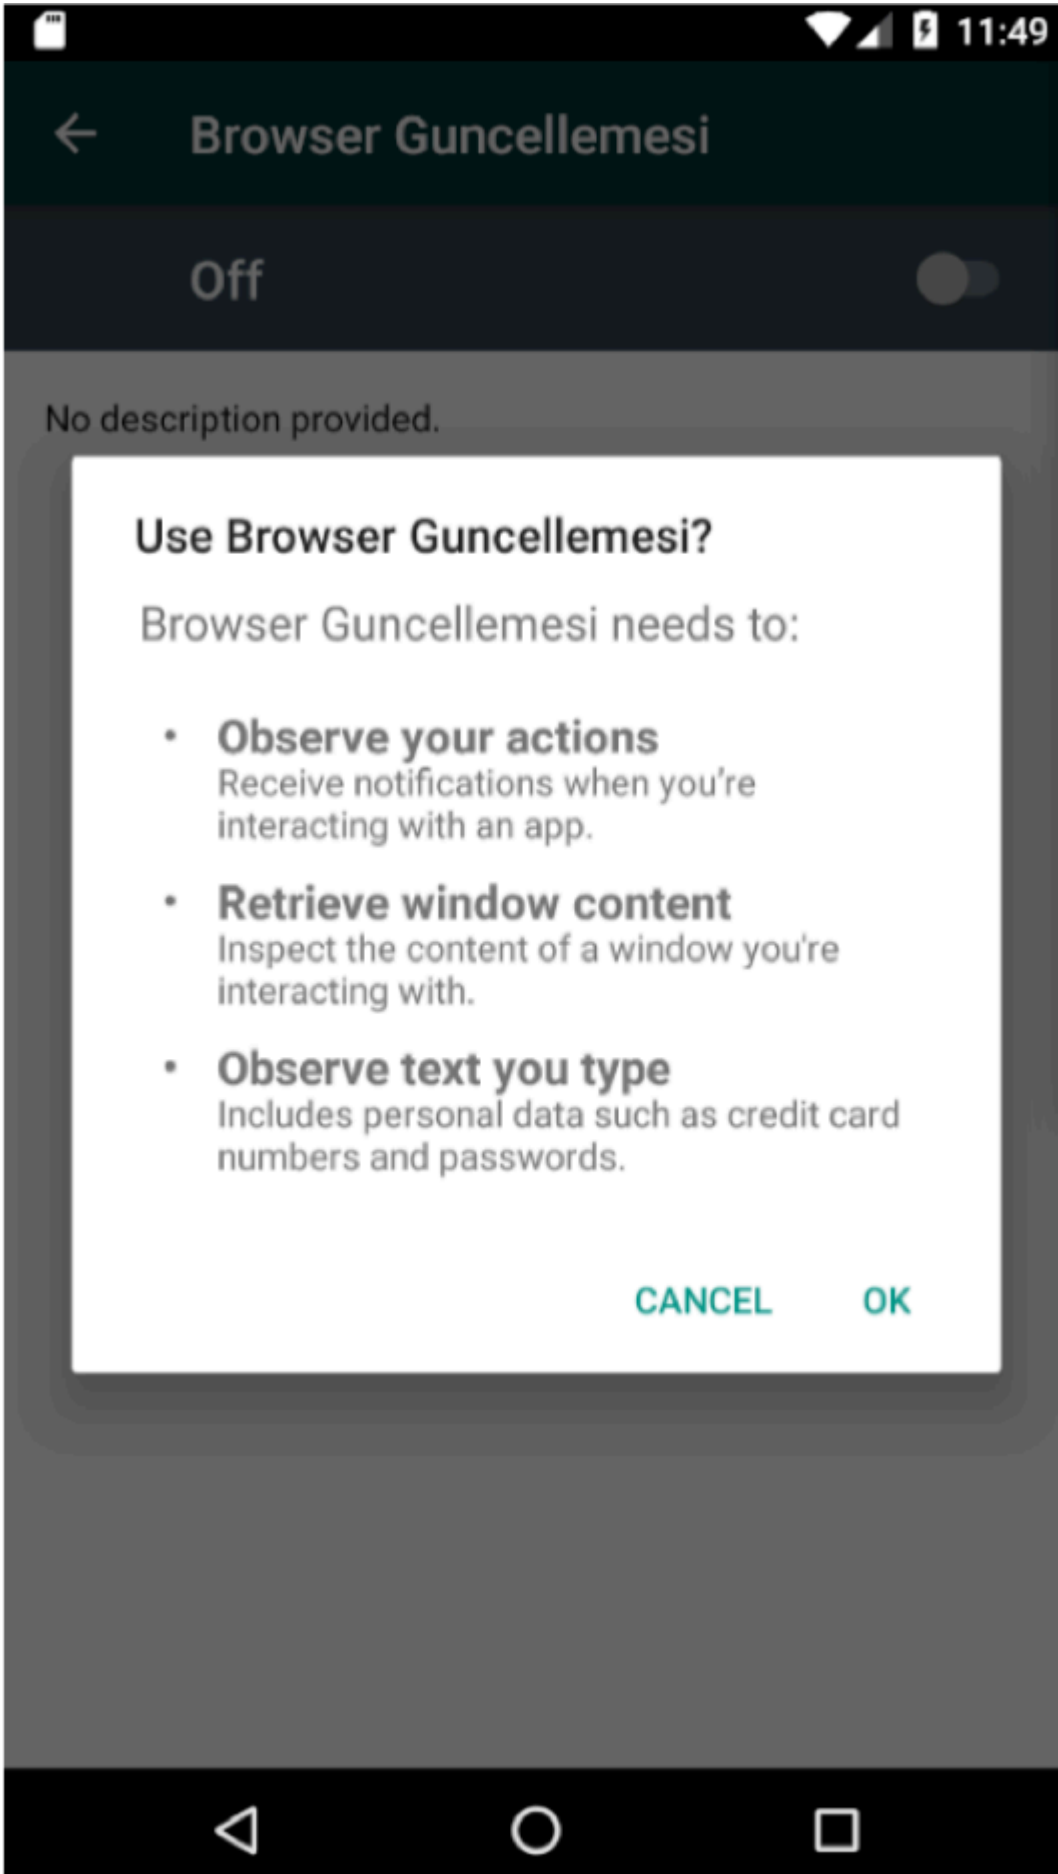 11:49
Browser Guncellemesi
Off
No description provided.
Use Browser Guncellemesi?
Browser Guncellemesi needs to:
• Observe your actions
Receive notifications when you're
interacting with an app.
• Retrieve window content
Inspect the content of a window you're
interacting with.
• Observe text you type
Includes personal data such as credit card
numbers and passwords.
CANCEL OK